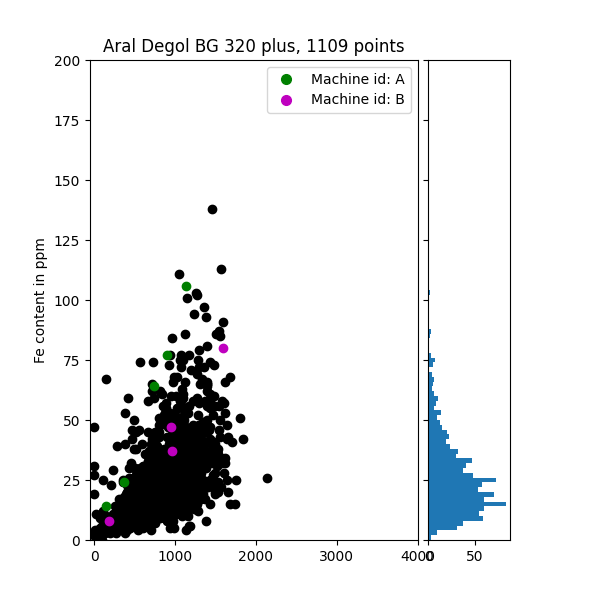 Aral Degol BG 320 plus, 1109 points
Machine id: A
Machine id: B
Fe content in ppm
200
175
150
125
100
75
50
25
0
0 1000 2000 3000 4000 0 50